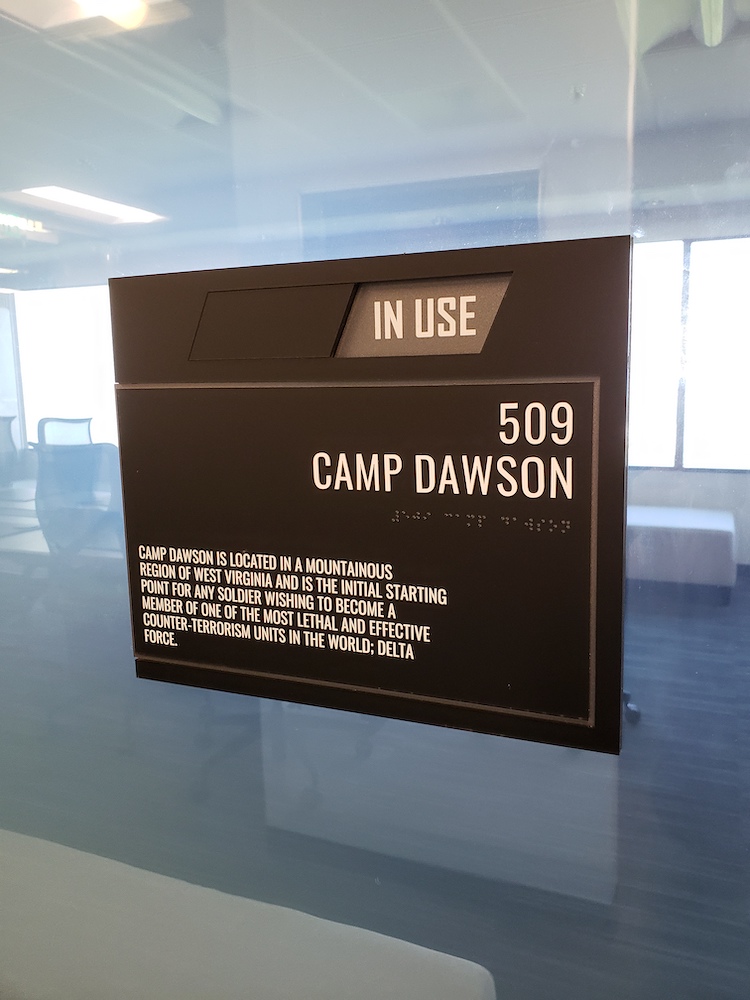 IN USE
509
CAMP DAWSON
CAMP DAWSON IS LOCATED IN A MOUNTAINOUS
REGION OF WEST VIRGINIA AND IS THE INITIAL STARTING
POINT FOR ANY SOLDIER WISHING TO BECOME A
MEMBER OF ONE OF THE MOST LETHAL AND EFFECTIVE
COUNTER-TERRORISM UNITS IN THE WORLD; DELTA
FORCE.